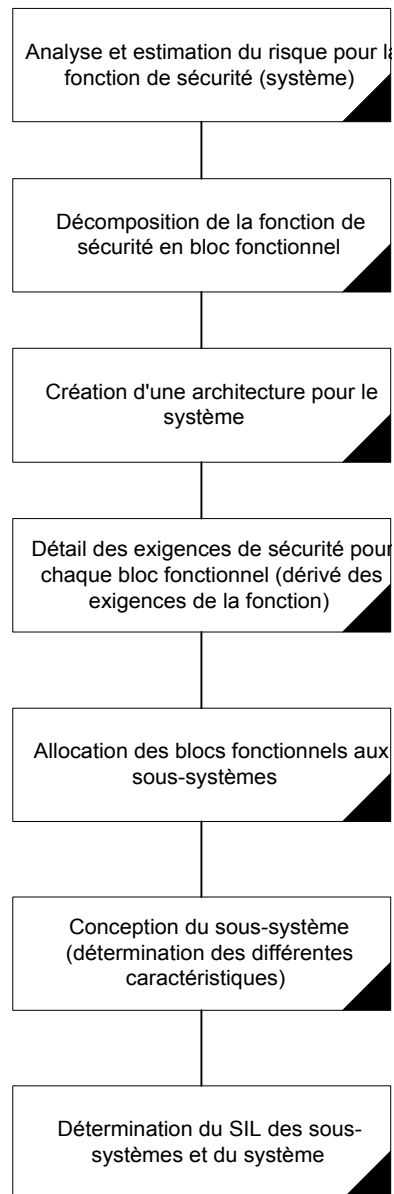 Analyse et estimation du risque pour la
fonction de sécurité (système)
Décomposition de la fonction de
sécurité en bloc fonctionnel
Création d'une architecture pour le
système
Détail des exigences de sécurité pour
chaque bloc fonctionnel (dérivé des
exigences de la fonction)
Allocation des blocs fonctionnels aux
sous-systèmes
Conception du sous-système
(détermination des différentes
caractéristiques)
Détermination du SIL des sous-
systèmes et du système